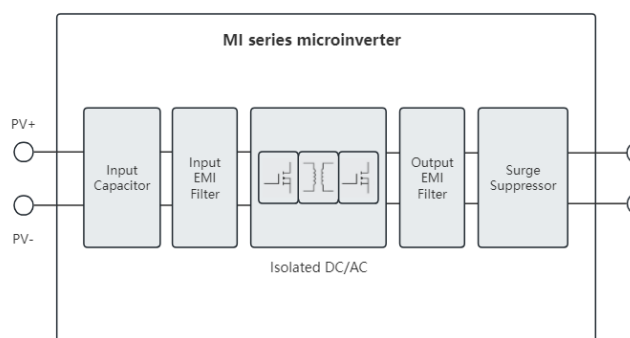 MI series microinverter
PV+
PV-
Input
Capacitor
Input
EMI
Filter
Isolated DC/AC
Output
EMI
Filter
Surge
Suppressor